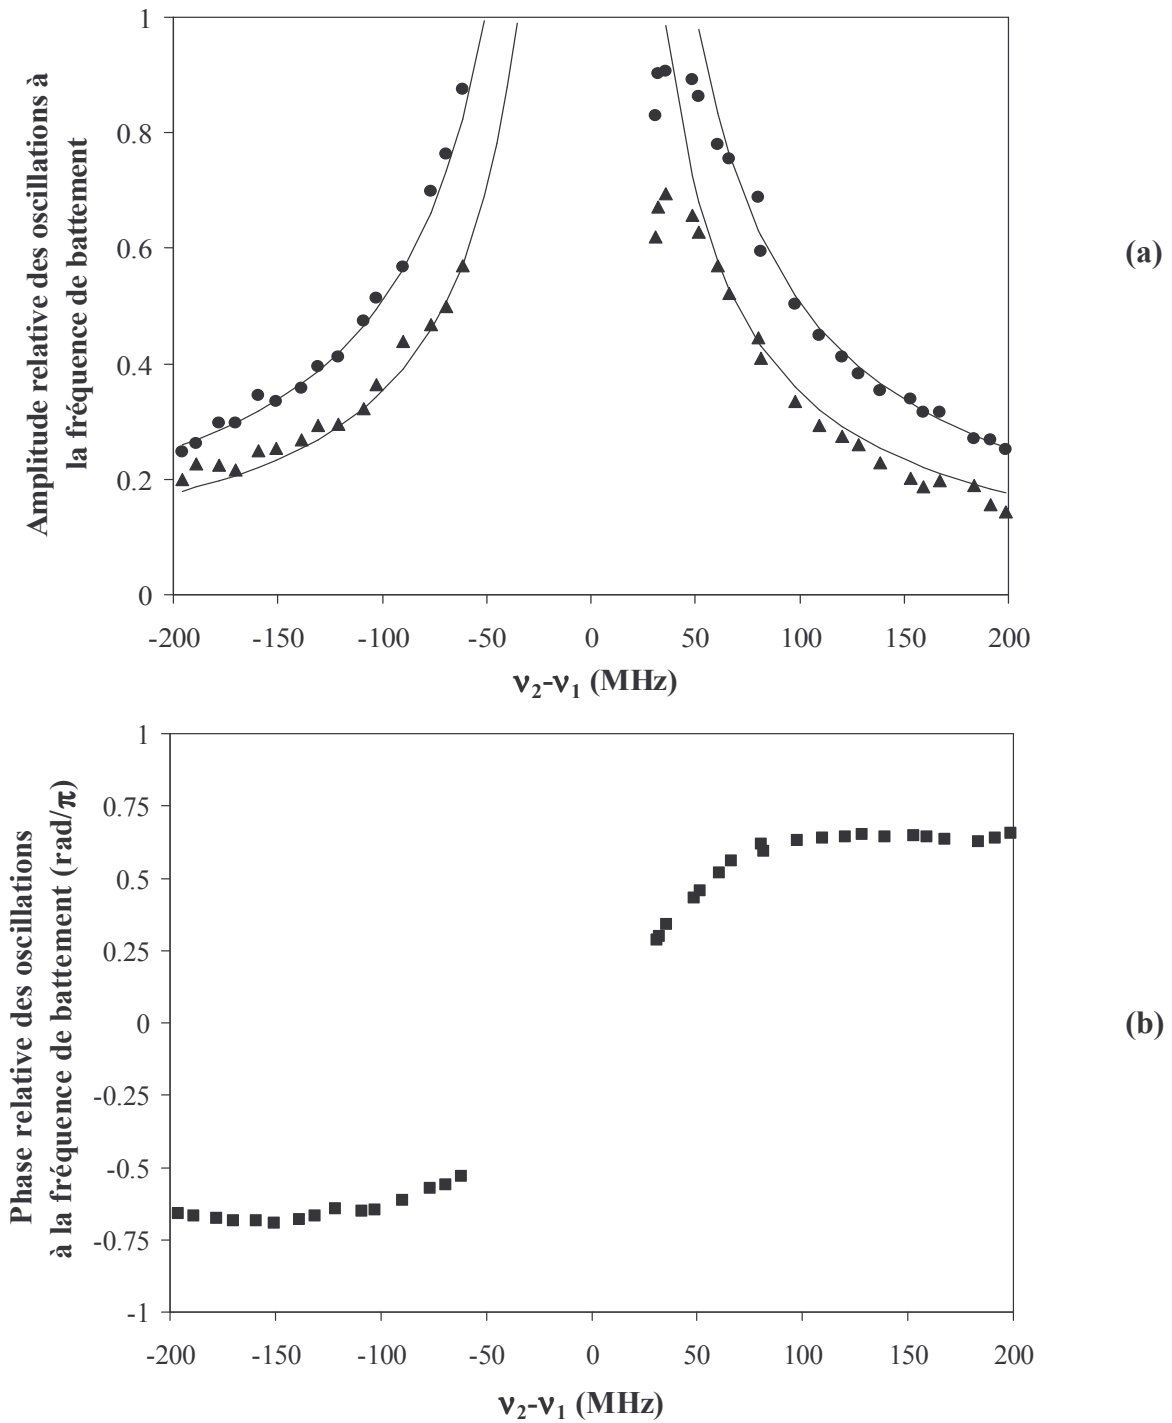 Amplitude relative des oscillations à
la fréquence de battement
1
0.8
0.6
0.4
0.2
0
-200 -150 -100 -50 0 50 100 150 200
ν2-ν1 (MHz)
(a)
Phase relative des oscillations
à la fréquence de battement (rad/π)
1
0.75
0.5
0.25
0
-0.25
-0.5
-0.75
-1
-200 -150 -100 -50 0 50 100 150 200
ν2-ν1 (MHz)
(b)